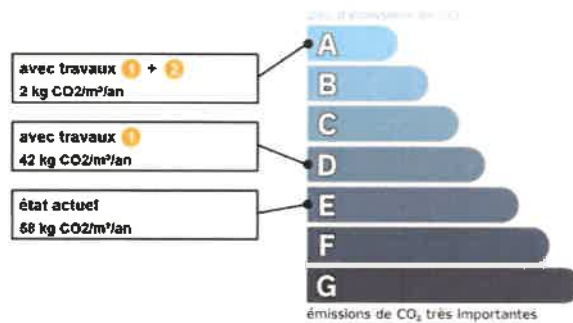 A
avec travaux 1 + 2
2 kg CO2/m²/an
B
C
avec travaux 1
42 kg CO2/m²/an
D
état actuel
58 kg CO2/m²/an
E
F
G
émissions de CO₂ très importantes